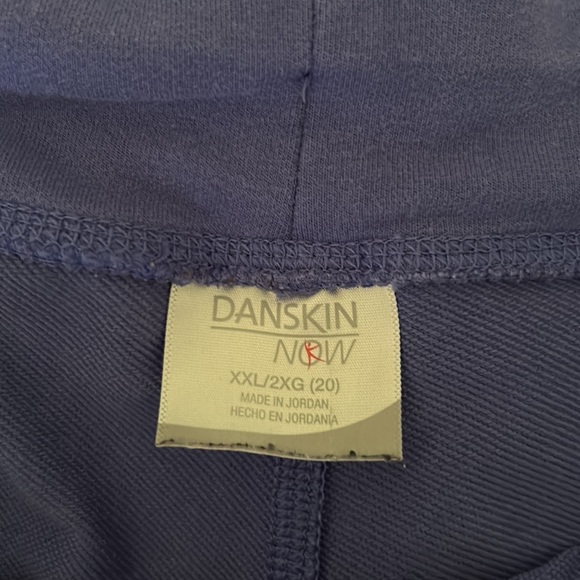 DANSKIN
NOW
XXL/2XG (20)
MADE IN JORDAN
HECHO EN JORDANIA